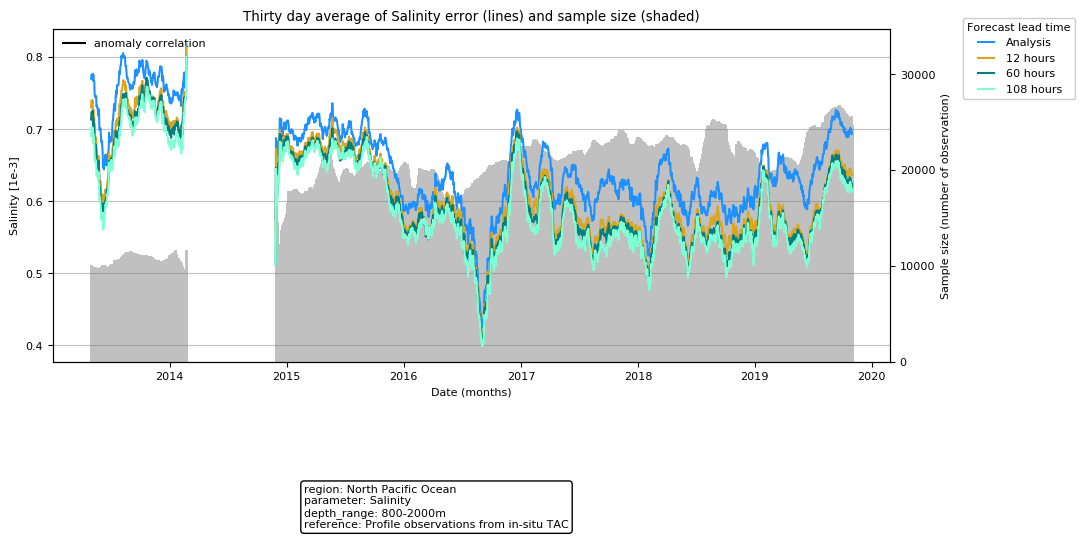 Thirty day average of Salinity error (lines) and sample size (shaded)
Forecast lead time
Analysis
12 hours
60 hours
108 hours
anomaly correlation
Salinity [1e-3]
0.8
0.7
0.6
0.5
0.4
Sample size (number of observation)
30000
20000
10000
0
2014
2015
2016
2017
2018
2019
2020
Date (months)
region: North Pacific Ocean
parameter: Salinity
depth_range: 800-2000m
reference: Profile observations from in-situ TAC